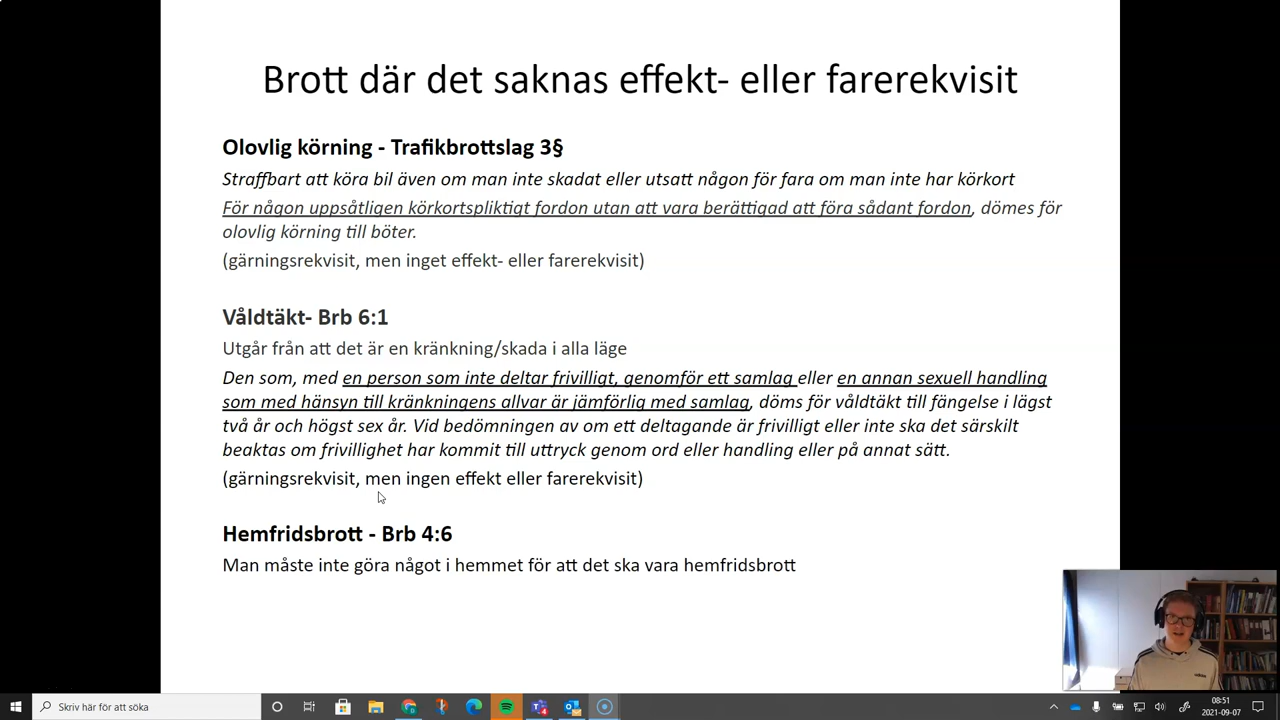 Brott där det saknas effekt- eller farerekvisit
Olovlig körning - Trafikbrottslag 3§
Straffbart att köra bil även om man inte skadat eller utsatt någon för fara om man inte har körkort
För någon uppsåtligen körkortspliktigt fordon utan att vara berättigad att föra sådant fordon, dömes för
olovlig körning till böter.
(gärningsrekvisit, men inget effekt- eller farerekvisit)
Våldtäkt- Brb 6:1
Utgår från att det är en kränkning/skada i alla läge
Den som, med en person som inte deltar frivilligt, genomför ett samlag eller en annan sexuell handling
som med hänsyn till kränkningens allvar är jämförlig med samlag, döms för våldtäkt till fängelse i lägst
två år och högst sex år. Vid bedömningen av om ett deltagande är frivilligt eller inte ska det särskilt
beaktas om frivillighet har kommit till uttryck genom ord eller handling eller på annat sätt.
(gärningsrekvisit, men ingen effekt eller farerekvisit)
Hemfridsbrott - Brb 4:6
Man måste inte göra något i hemmet för att det ska vara hemfridsbrott
Skriv här för att söka
08:51
2021-09-07